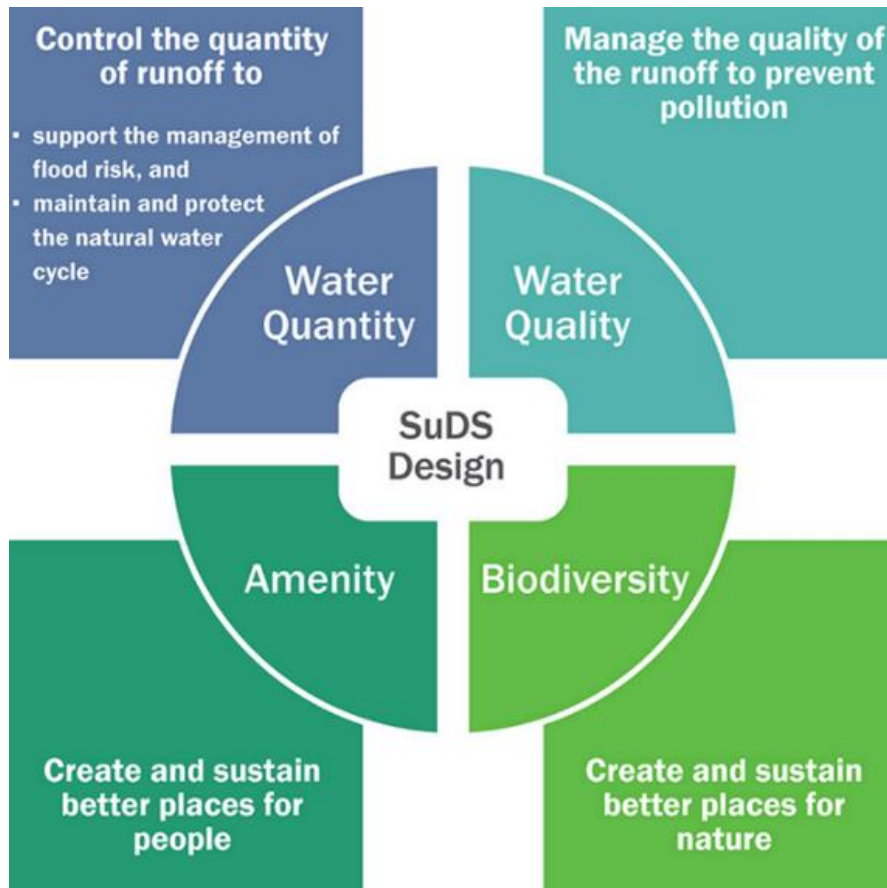 Control the quantity
of runoff to
▪ support the management of
flood risk, and
▪ maintain and protect
the natural water
cycle
Manage the quality of
the runoff to prevent
pollution
Water
Quantity
Water
Quality
SuDS
Design
Amenity
Biodiversity
Create and sustain
better places for
people
Create and sustain
better places for
nature